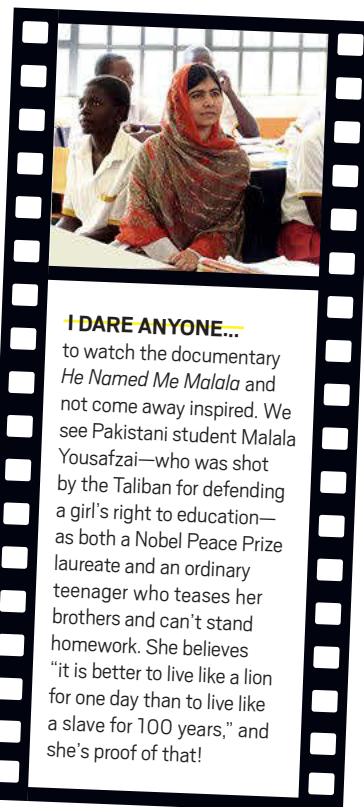 I DARE ANYONE...
to watch the documentary
He Named Me Malala and
not come away inspired. We
see Pakistani student Malala
Yousafzai—who was shot
by the Taliban for defending
a girl's right to education—
as both a Nobel Peace Prize
laureate and an ordinary
teenager who teases her
brothers and can't stand
homework. She believes
“it is better to live like a lion
for one day than to live like
a slave for 100 years,” and
she's proof of that!